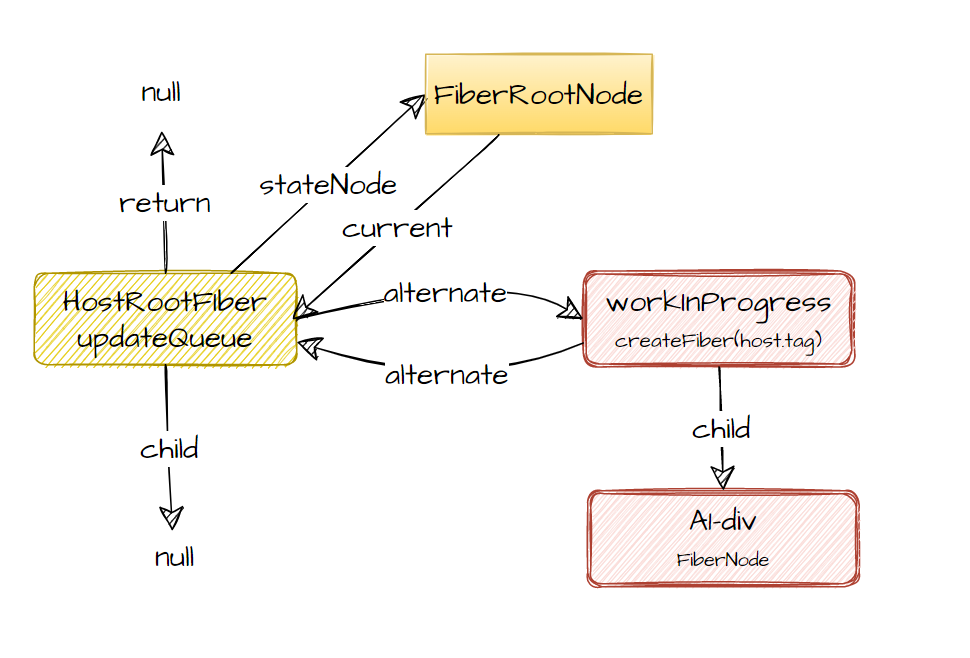 null
FiberRootNode
stateNode
return
current
HostRootFiber
updateQueue
alternate
workInProgress
createFiber(host.tag)
alternate
child
child
null
A1-div
FiberNode